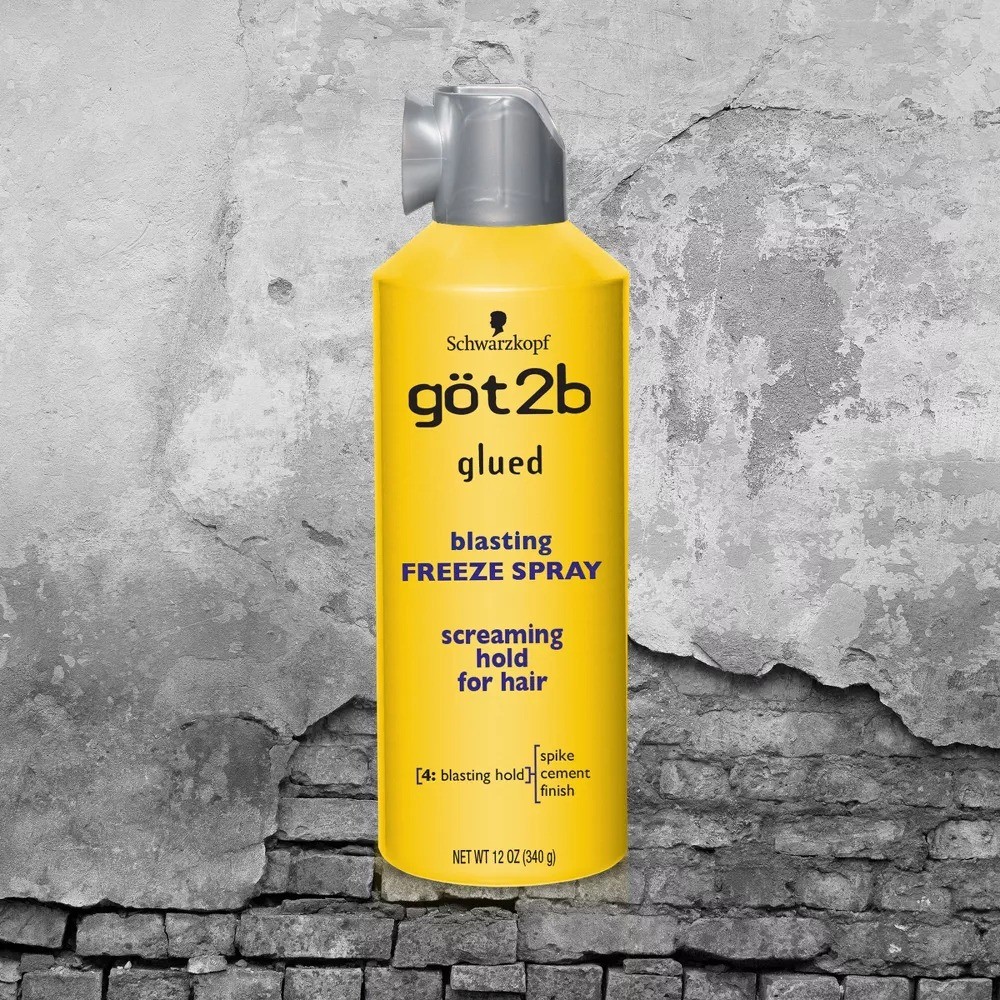 Schwarzkopf
göt2b
glued
blasting
FREEZE SPRAY
screaming
hold
for hair
[4: blasting hold]
spike
cement
finish
NET WT 12 OZ (340 g)